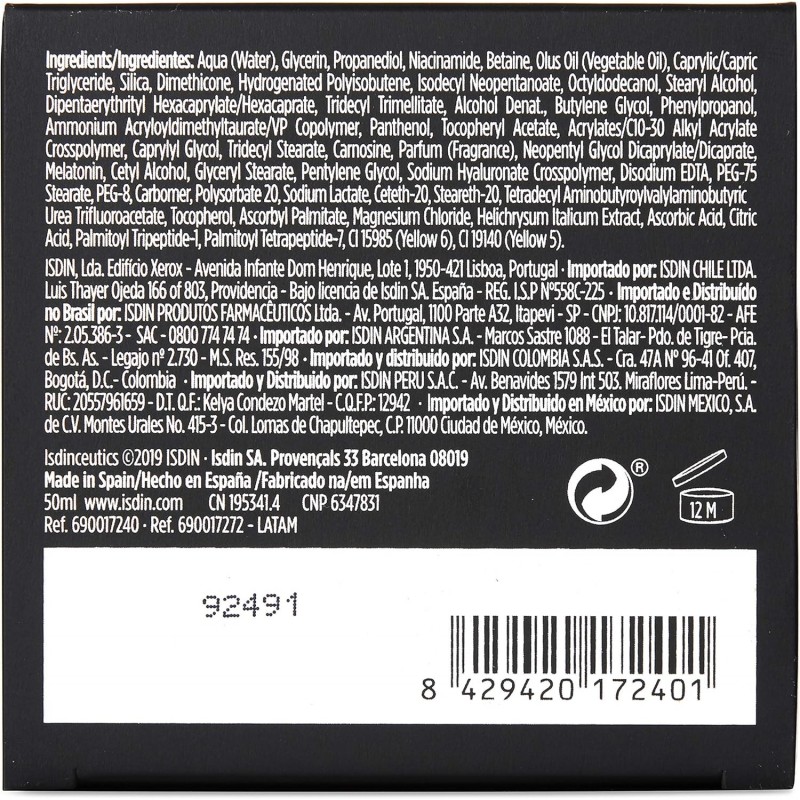 Ingredients/Ingredientes: Aqua (Water), Glycerin, Propanediol, Niacinamide, Betaine, Olus Oil (Vegetable Oil), Caprylic/Capric
Triglyceride, Silica, Dimethicone, Hydrogenated Polyisobutene, Isodecyl Neopentanoate, Octyldodecanol, Stearyl Alcohol,
Dipentaerythrityl Hexacaprylate/Hexacaprate, Tridecyl Trimellitate, Alcohol Denat., Butylene Glycol, Phenylpropanol,
Ammonium Acryloyldimethyltaurate/VP Copolymer, Panthenol, Tocopheryl Acetate, Acrylates/C10-30 Alkyl Acrylate
Crosspolymer, Caprylyl Glycol, Tridecyl Stearate, Carnosine, Parfum (Fragrance), Neopentyl Glycol Dicaprylate/Dicaprate,
Melatonin, Cetyl Alcohol, Glyceryl Stearate, Pentylene Glycol, Sodium Hyaluronate Crosspolymer, Disodium EDTA, PEG-75
Stearate, PEG-8, Carbomer, Polysorbate 20, Sodium Lactate, Ceteth-20, Steareth-20, Tetradecyl Aminobutyroylvalylaminobutyric
Urea Trifluoroacetate, Tocopherol, Ascorbyl Palmitate, Magnesium Chloride, Helichrysum Italicum Extract, Ascorbic Acid, Citric
Acid, Palmitoyl Tripeptide-1, Palmitoyl Tetrapeptide-7, CI 15985 (Yellow 6), CI 19140 (Yellow 5).
ISDIN, Lda. Edifício Xerox - Avenida Infante Dom Henrique, Lote 1, 1950-421 Lisboa, Portugal · Importado por: ISDIN CHILE LTDA.
Luis Thayer Ojeda 166 of 803, Providencia - Bajo licencia de Isdin SA. España - REG. I.S.P N°558C-225 · Importado e Distribuído
no Brasil por: ISDIN PRODUTOS FARMACÊUTICOS Ltda. - Av. Portugal, 1100 Parte A32, Itapevi - SP - CNPJ: 10.817.114/0001-82 - AFE
N°: 2.05.386-3 - SAC - 0800 774 74 74 · Importado por: ISDIN ARGENTINA S.A. - Marcos Sastre 1088 - El Talar- Pdo. de Tigre- Pcia.
de Bs. As. - Legajo nº 2.730 - M.S. Res. 155/98 · Importado y distribuido por: ISDIN COLOMBIA S.A.S. - Cra. 47A N° 96-41 Of. 407,
Bogotá, D.C.- Colombia · Importado y Distribuido por: ISDIN PERU S.A.C. - Av. Benavides 1579 Int 503. Miraflores Lima-Perú. -
RUC: 20557961659 - D.T. Q.F.: Kelya Condezo Martel - C.Q.F.P.: 12942 · Importado y Distribuido en México por: ISDIN MEXICO, S.A.
de C.V. Montes Urales No. 415-3 - Col. Lomas de Chapultepec, C.P. 11000 Ciudad de México, México.
Isdinceutics ©2019 ISDIN · Isdin SA. Provençals 33 Barcelona 08019
Made in Spain/Hecho en España /Fabricado na/em Espanha
50ml www.isdin.com CN 195341.4 CNP 6347831
Ref. 690017240 · Ref. 690017272 - LATAM
®
12 M
92491
8 429420 172401